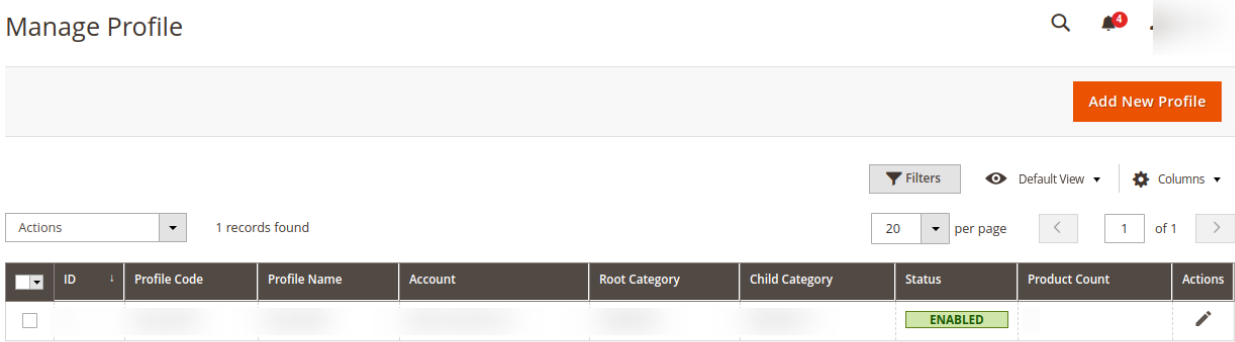 Manage Profile
4
Add New Profile
Filters
Default View
Columns
Actions
1 records found
20
per page
1
of 1
ID ↓ Profile Code Profile Name Account Root Category Child Category Status Product Count Actions
ENABLED